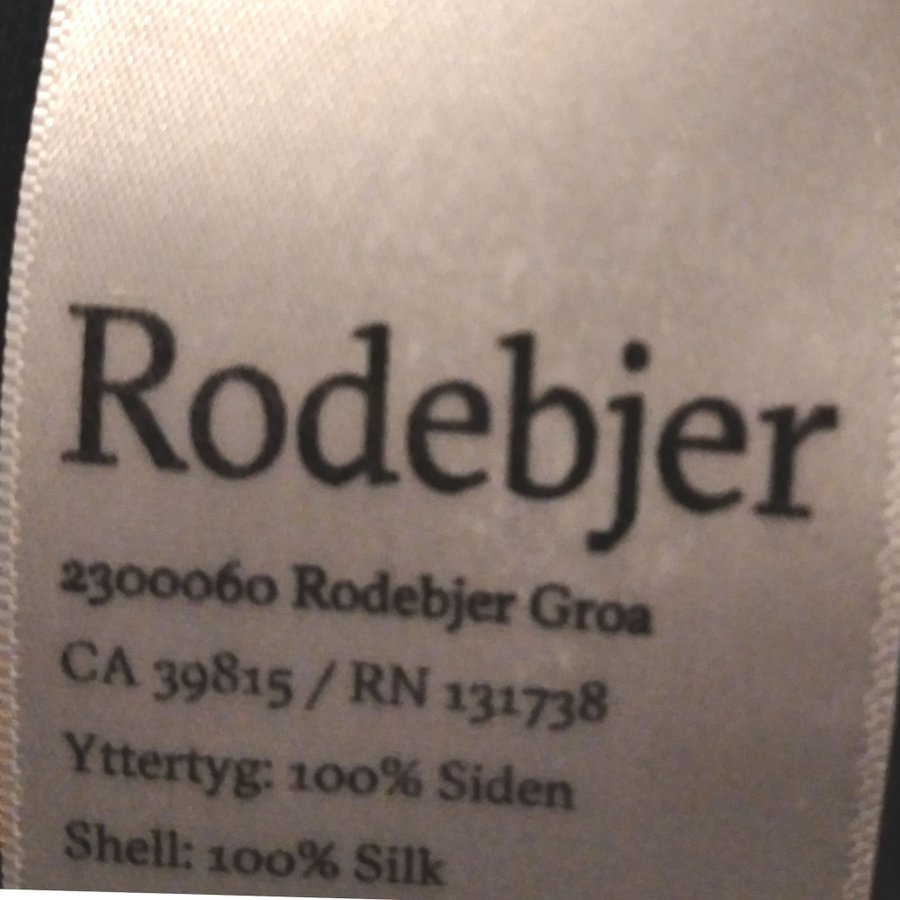 Rodebjer
2300060 Rodebjer Groa
CA 39815 / RN 131738
Yttertyg: 100% Siden
Shell: 100% Silk